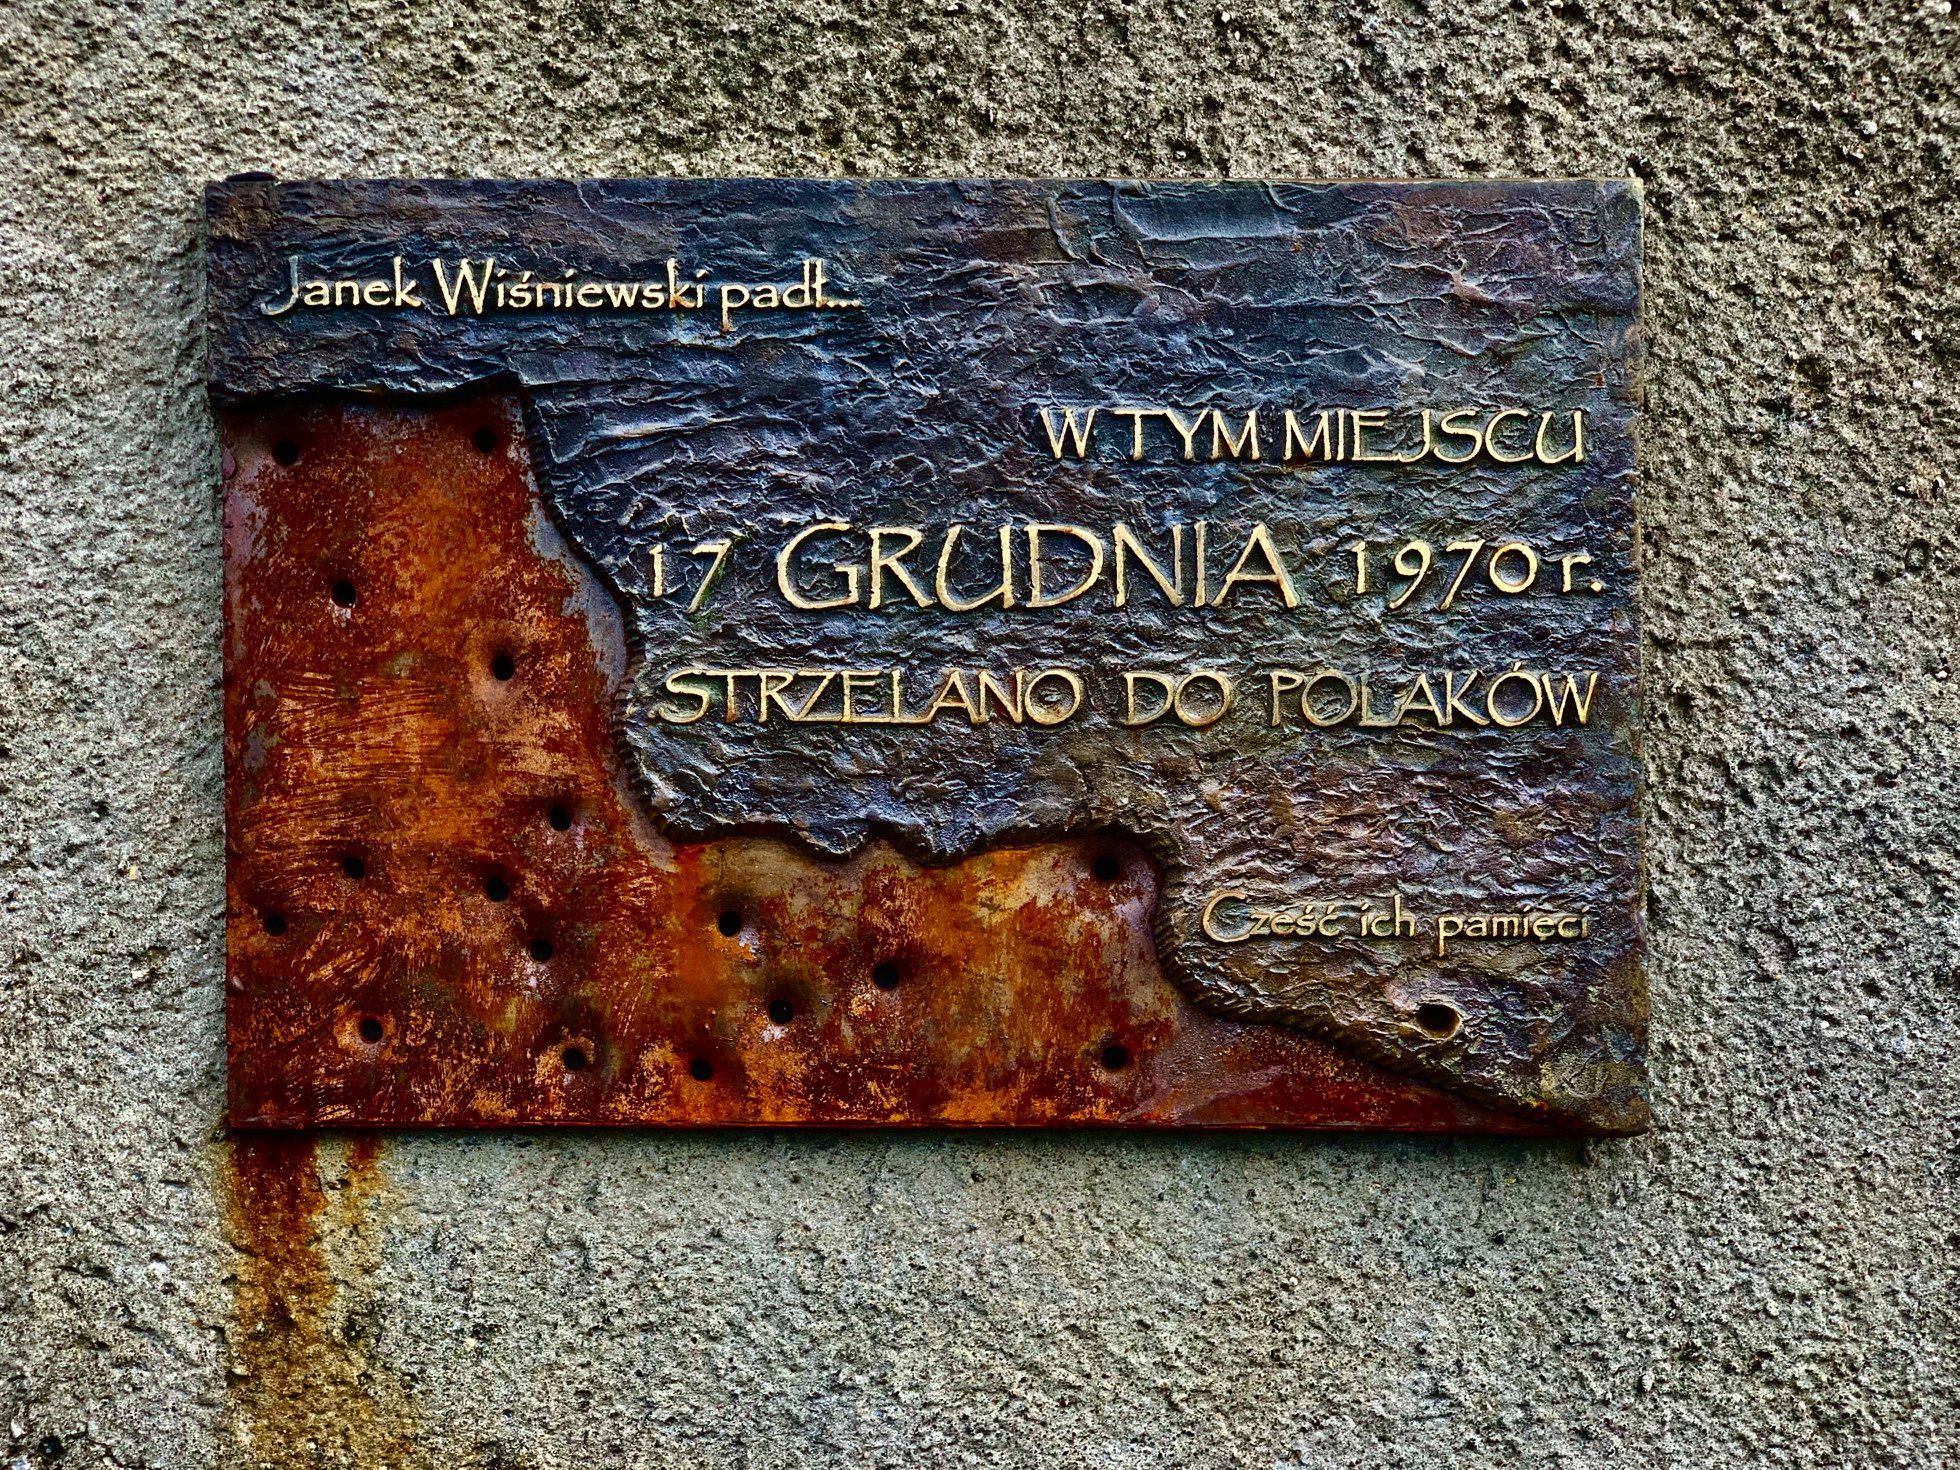 Janek Wiśniewski padł...
W TYM MIEJSCU
17 GRUDNIA 1970 r.
STRZELANO DO POLAKÓW
Cześć ich pamięci